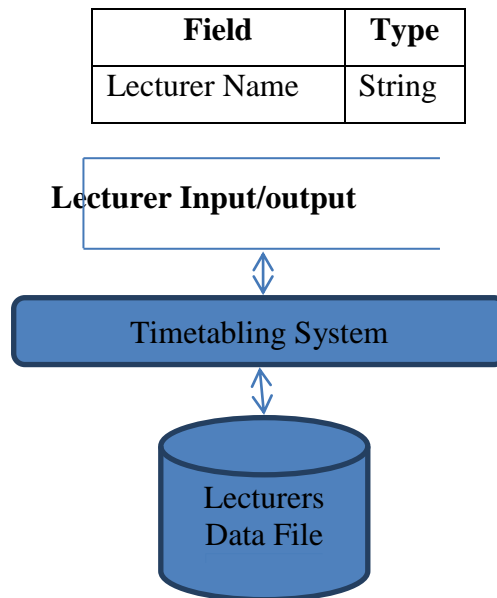 Field Type
Lecturer Name String
Lecturer Input/output
Timetabling System
Lecturers
Data File